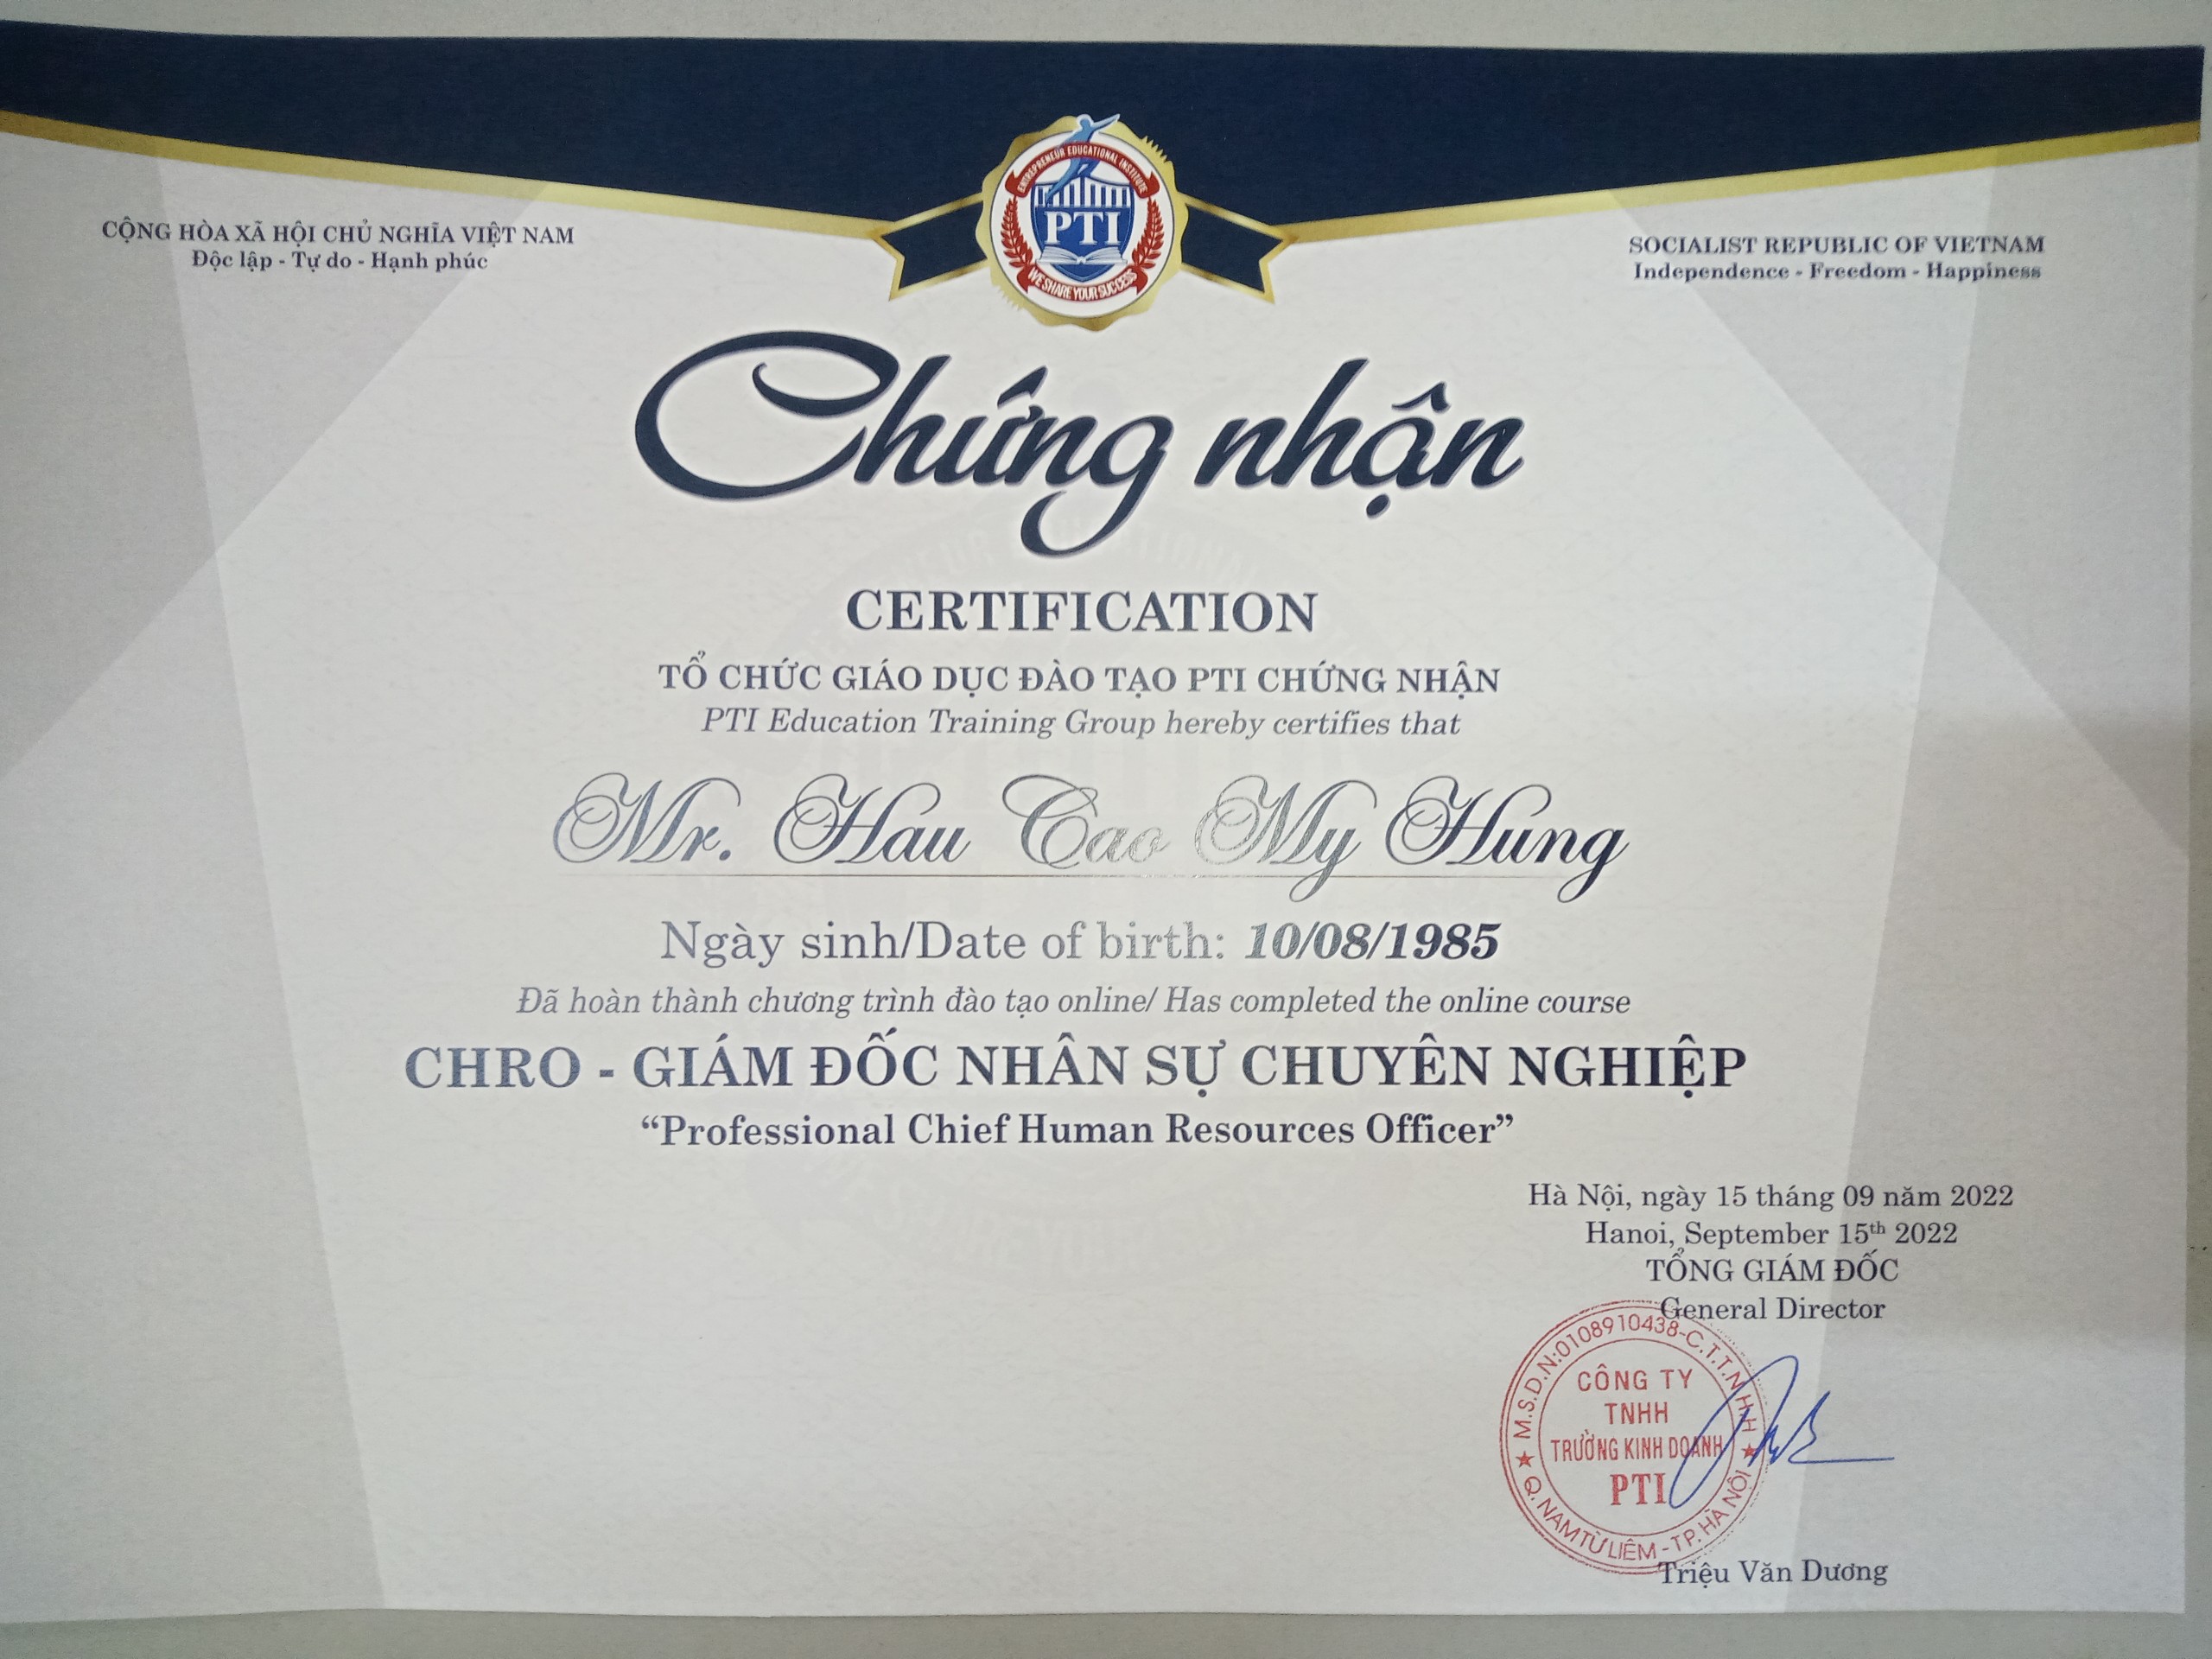 ENTREPRENEUR EDUCATIONAL INSTITUTE
PTI
WE SHARE YOUR SUCCESS
CỘNG HÒA XÃ HỘI CHỦ NGHĨA VIỆT NAM
Độc lập - Tự do - Hạnh phúc
SOCIALIST REPUBLIC OF VIETNAM
Independence - Freedom - Happiness
Chứng nhận
CERTIFICATION
TỔ CHỨC GIÁO DỤC ĐÀO TẠO PTI CHỨNG NHẬN
PTI Education Training Group hereby certifies that
Mr. Hau Cao My Hung
Ngày sinh/Date of birth: 10/08/1985
Đã hoàn thành chương trình đào tạo online/ Has completed the online course
CHRO - GIÁM ĐỐC NHÂN SỰ CHUYÊN NGHIỆP
“Professional Chief Human Resources Officer”
Hà Nội, ngày 15 tháng 09 năm 2022
Hanoi, September 15th 2022
TỔNG GIÁM ĐỐC
General Director
M.S.D.N:0108910438-C.T.T.N.H.H
CÔNG TY
TNHH
TRƯỜNG KINH DOANH
PTI
Q. NAM TỪ LIÊM - TP. HÀ NỘI
Triệu Văn Dương